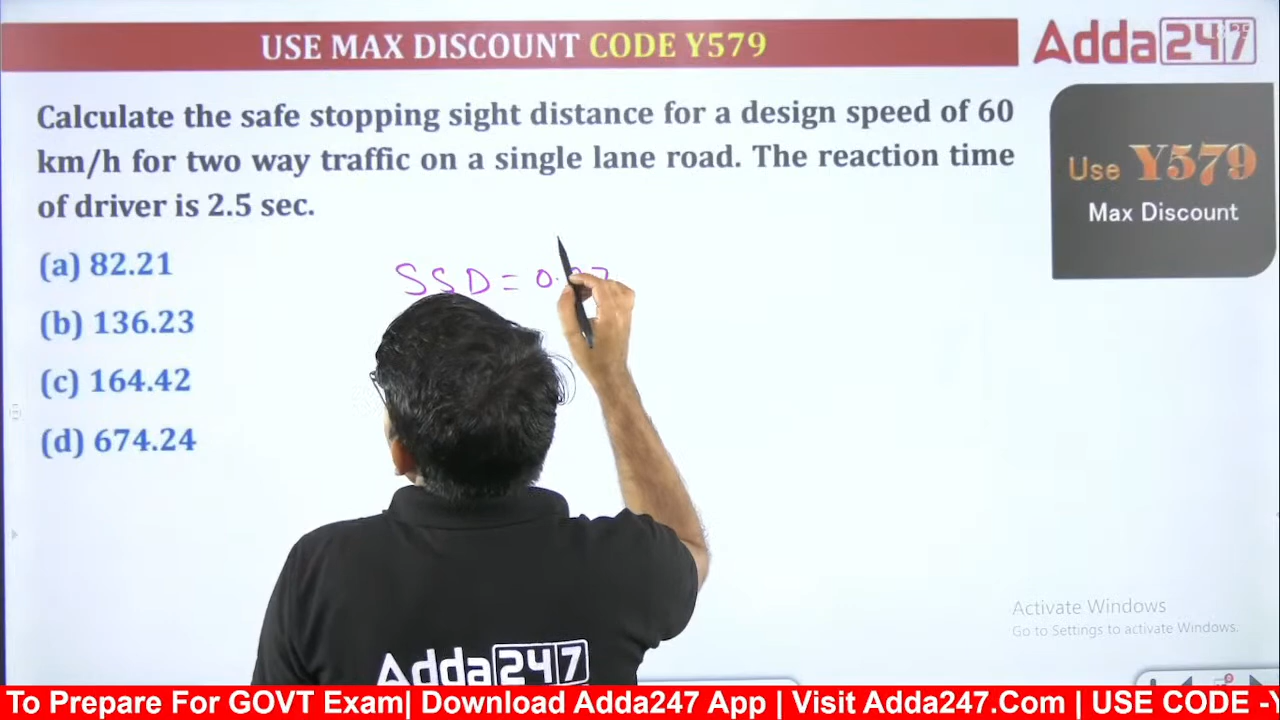 USE MAX DISCOUNT CODE Y579
Adda247
Calculate the safe stopping sight distance for a design speed of 60
km/h for two way traffic on a single lane road. The reaction time
of driver is 2.5 sec.
Use Y579
Max Discount
(a) 82.21
(b) 136.23
(c) 164.42
(d) 674.24
SSD =
Activate Windows
Go to Settings to activate Windows.
Adda247
To Prepare For GOVT Exam| Download Adda247 App | Visit Adda247.Com | USE CODE -Y